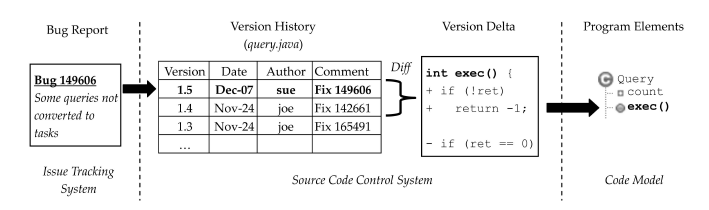 Bug Report
Version History
(query.java)
Version Delta
Program Elements
Bug 149606
Some queries not
converted to
tasks
Version Date Author Comment
1.5 Dec-07 sue Fix 149606
1.4 Nov-24 joe Fix 142661
1.3 Nov-24 joe Fix 165491
...
Diff
int exec() {
+ if (!ret)
+ return -1;
- if (ret == 0)
C Query
count
exec()
Issue Tracking
System
Source Code Control System
Code Model